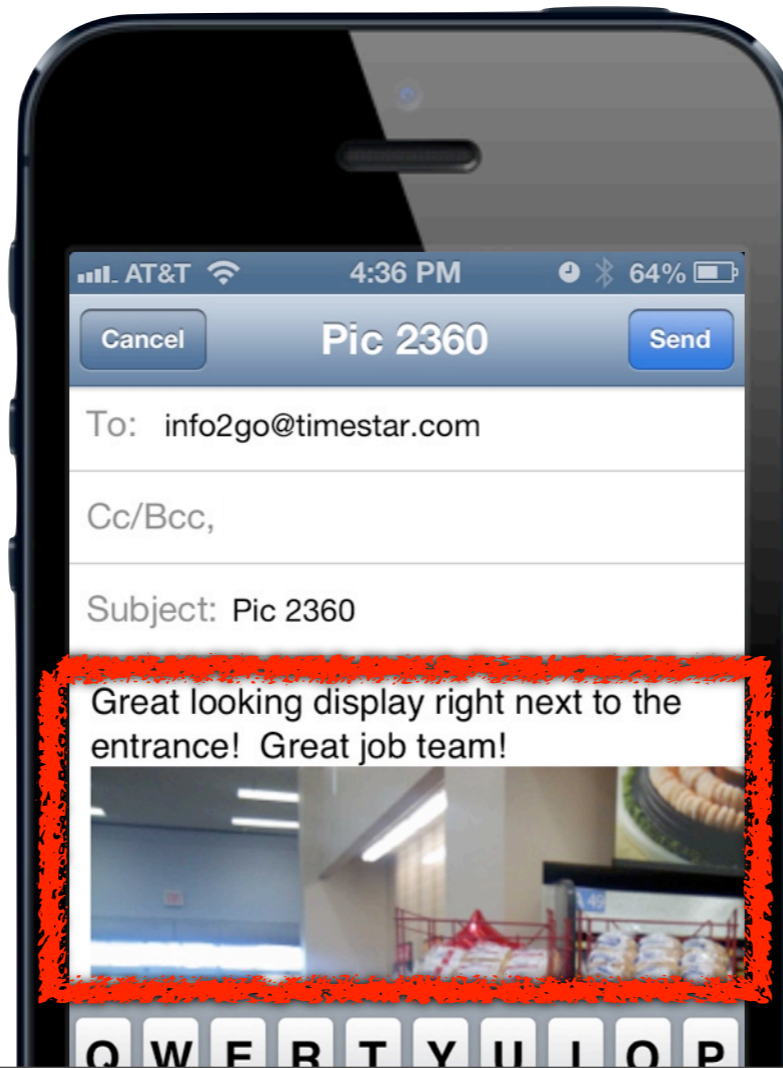 AT&T 4:36 PM 64%
Cancel Pic 2360 Send
To: info2go@timestar.com
Cc/Bcc,
Subject: Pic 2360
Great looking display right next to the
entrance!  Great job team!
A 49
Q W E R T Y U I O P